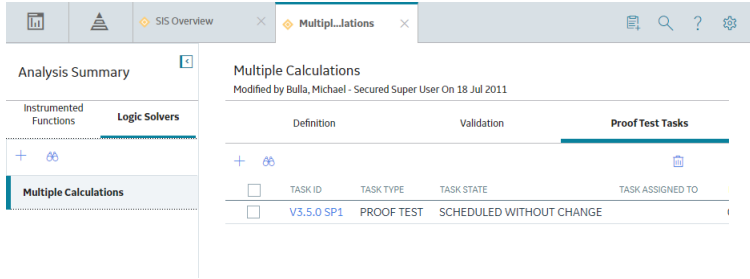 SIS Overview
Multipl...lations
Analysis Summary
Instrumented
Functions
Logic Solvers
Multiple Calculations
Multiple Calculations
Modified by Bulla, Michael - Secured Super User On 18 Jul 2011
Definition Validation Proof Test Tasks
TASK ID TASK TYPE TASK STATE TASK ASSIGNED TO
V3.5.0 SP1 PROOF TEST SCHEDULED WITHOUT CHANGE